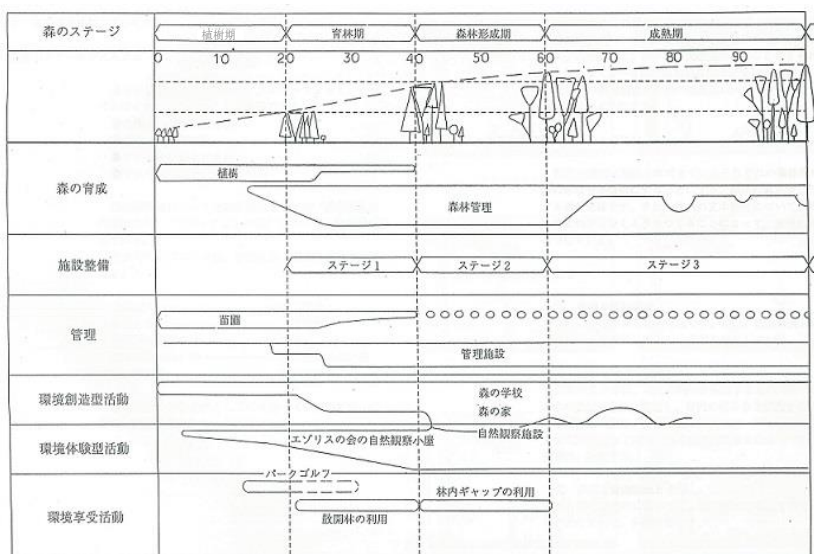 森のステージ
植樹期
育林期
森林形成期
成熟期
0 10 20 30 40 50 60 70 80 90
森の育成
植樹
森林管理
施設整備
ステージ1
ステージ2
ステージ3
管理
苗圃
管理施設
環境創造型活動
森の学校
森の家
環境体験型活動
エゾリスの会の自然観察小屋
自然観察施設
環境享受活動
パークゴルフ
疎開林の利用
林内ギャップの利用